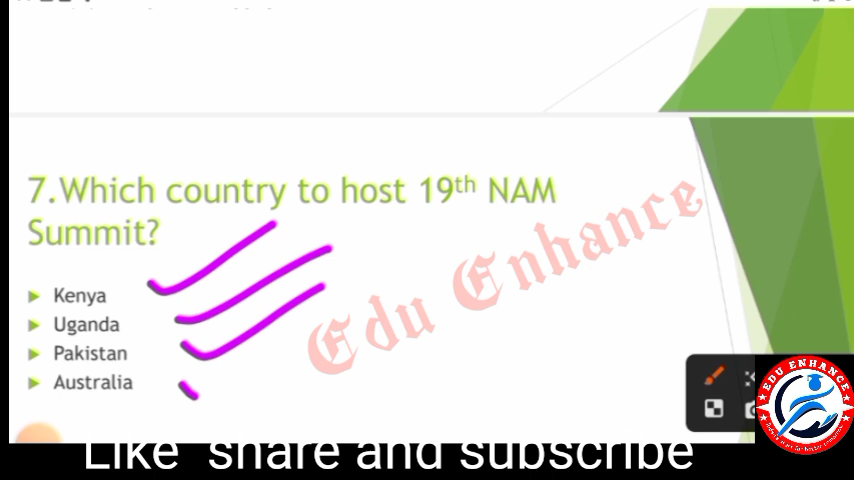 7.Which country to host 19th NAM
Summit?
Kenya
Uganda
Pakistan
Australia
Edu Enhance
EDU ENHANCE
Like share and subscribe